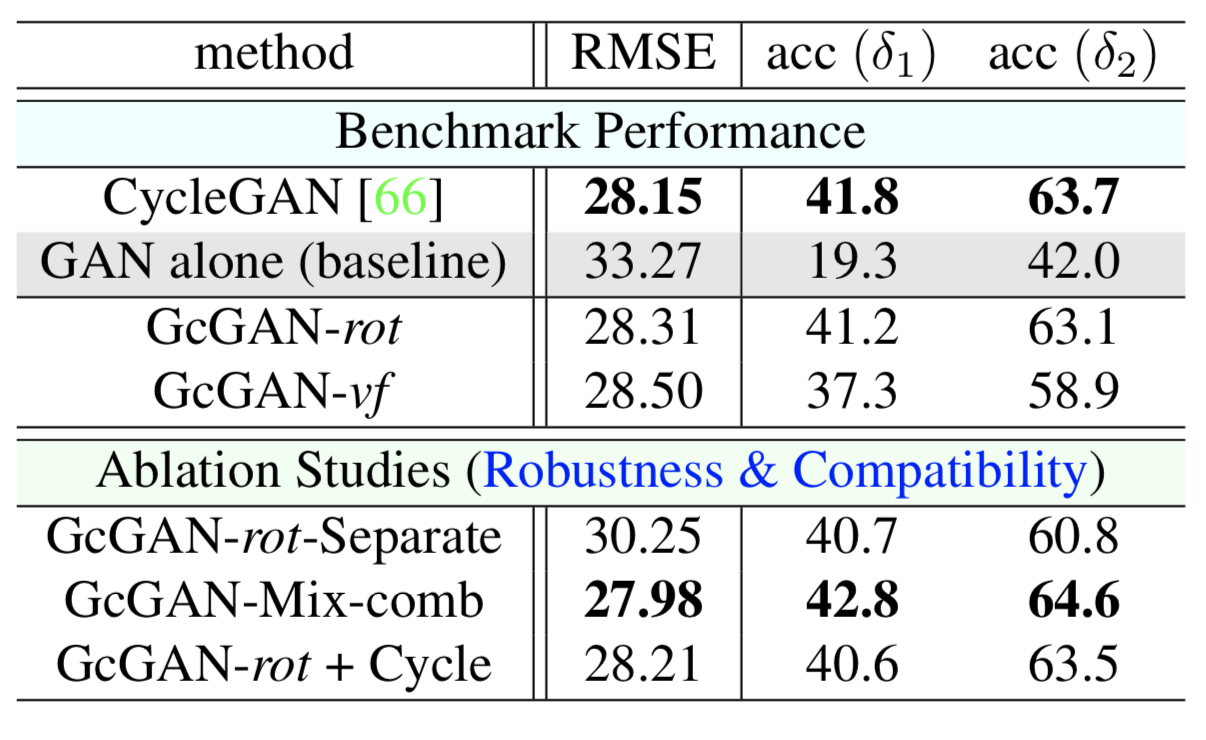 method RMSE acc (δ₁) acc (δ₂)
Benchmark Performance
CycleGAN [66] 28.15 41.8 63.7
GAN alone (baseline) 33.27 19.3 42.0
GcGAN-rot 28.31 41.2 63.1
GcGAN-vf 28.50 37.3 58.9
Ablation Studies (Robustness & Compatibility)
GcGAN-rot-Separate 30.25 40.7 60.8
GcGAN-Mix-comb 27.98 42.8 64.6
GcGAN-rot + Cycle 28.21 40.6 63.5